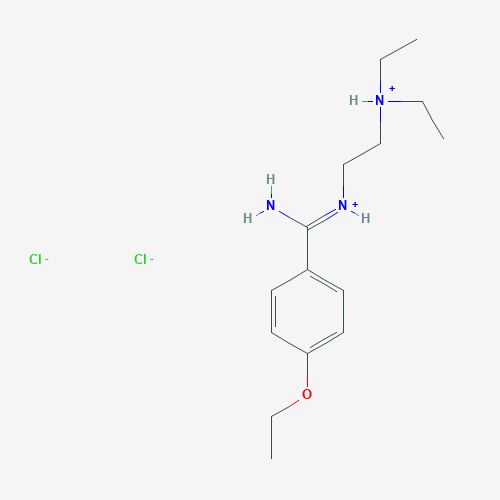 H N +
H
H N N + H
Cl - Cl -
O